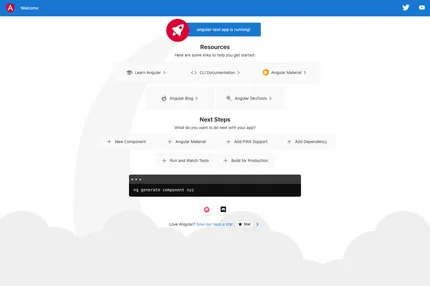 Welcome
angular-test app is running!
Resources
Here are some links to help you get started:
Learn Angular
CLI Documentation
Angular Material
Angular Blog
Angular DevTools
Next Steps
What do you want to do next with your app?
New Component
Angular Material
Add PWA Support
Add Dependency
Run and Watch Tests
Build for Production
ng generate component xyz
Love Angular? Give our repo a star. Star